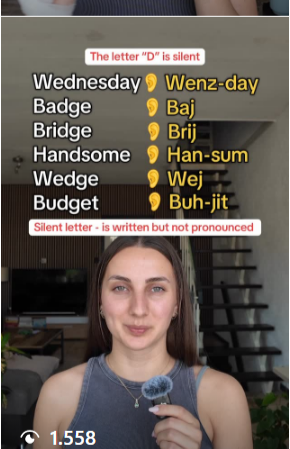 The letter "D" is silent
Wednesday👂 Wenz-day
Badge 👂 Baj
Bridge 👂 Brij
Handsome 👂 Han-sum
Wedge 👂 Wej
Budget 👂 Buh-jit
Silent letter - is written but not pronounced
1.558